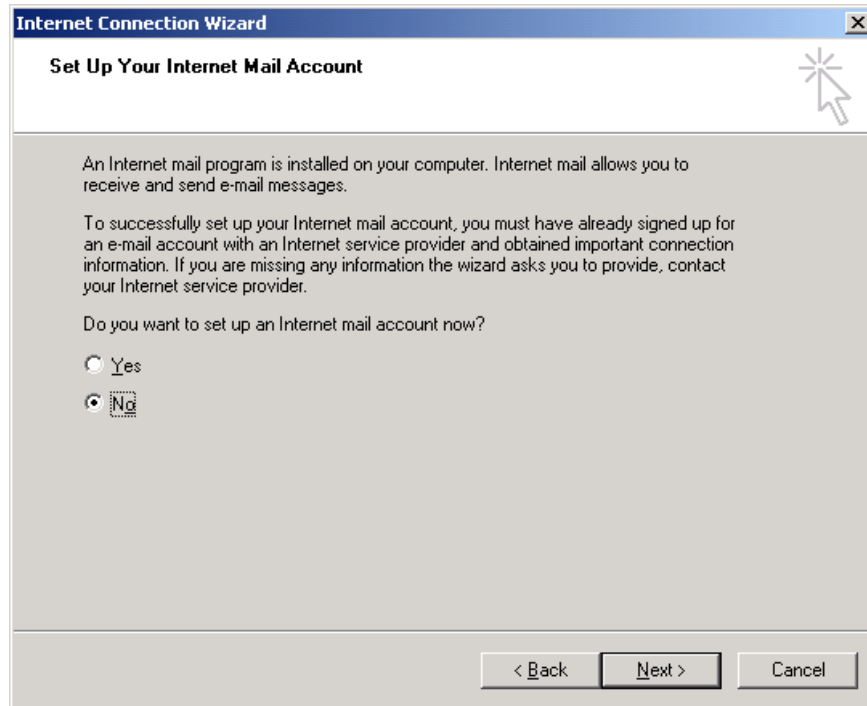 Internet Connection Wizard
Set Up Your Internet Mail Account
An Internet mail program is installed on your computer. Internet mail allows you to
receive and send e-mail messages.
To successfully set up your Internet mail account, you must have already signed up for
an e-mail account with an Internet service provider and obtained important connection
information. If you are missing any information the wizard asks you to provide, contact
your Internet service provider.
Do you want to set up an Internet mail account now?
Yes
No
< Back Next > Cancel